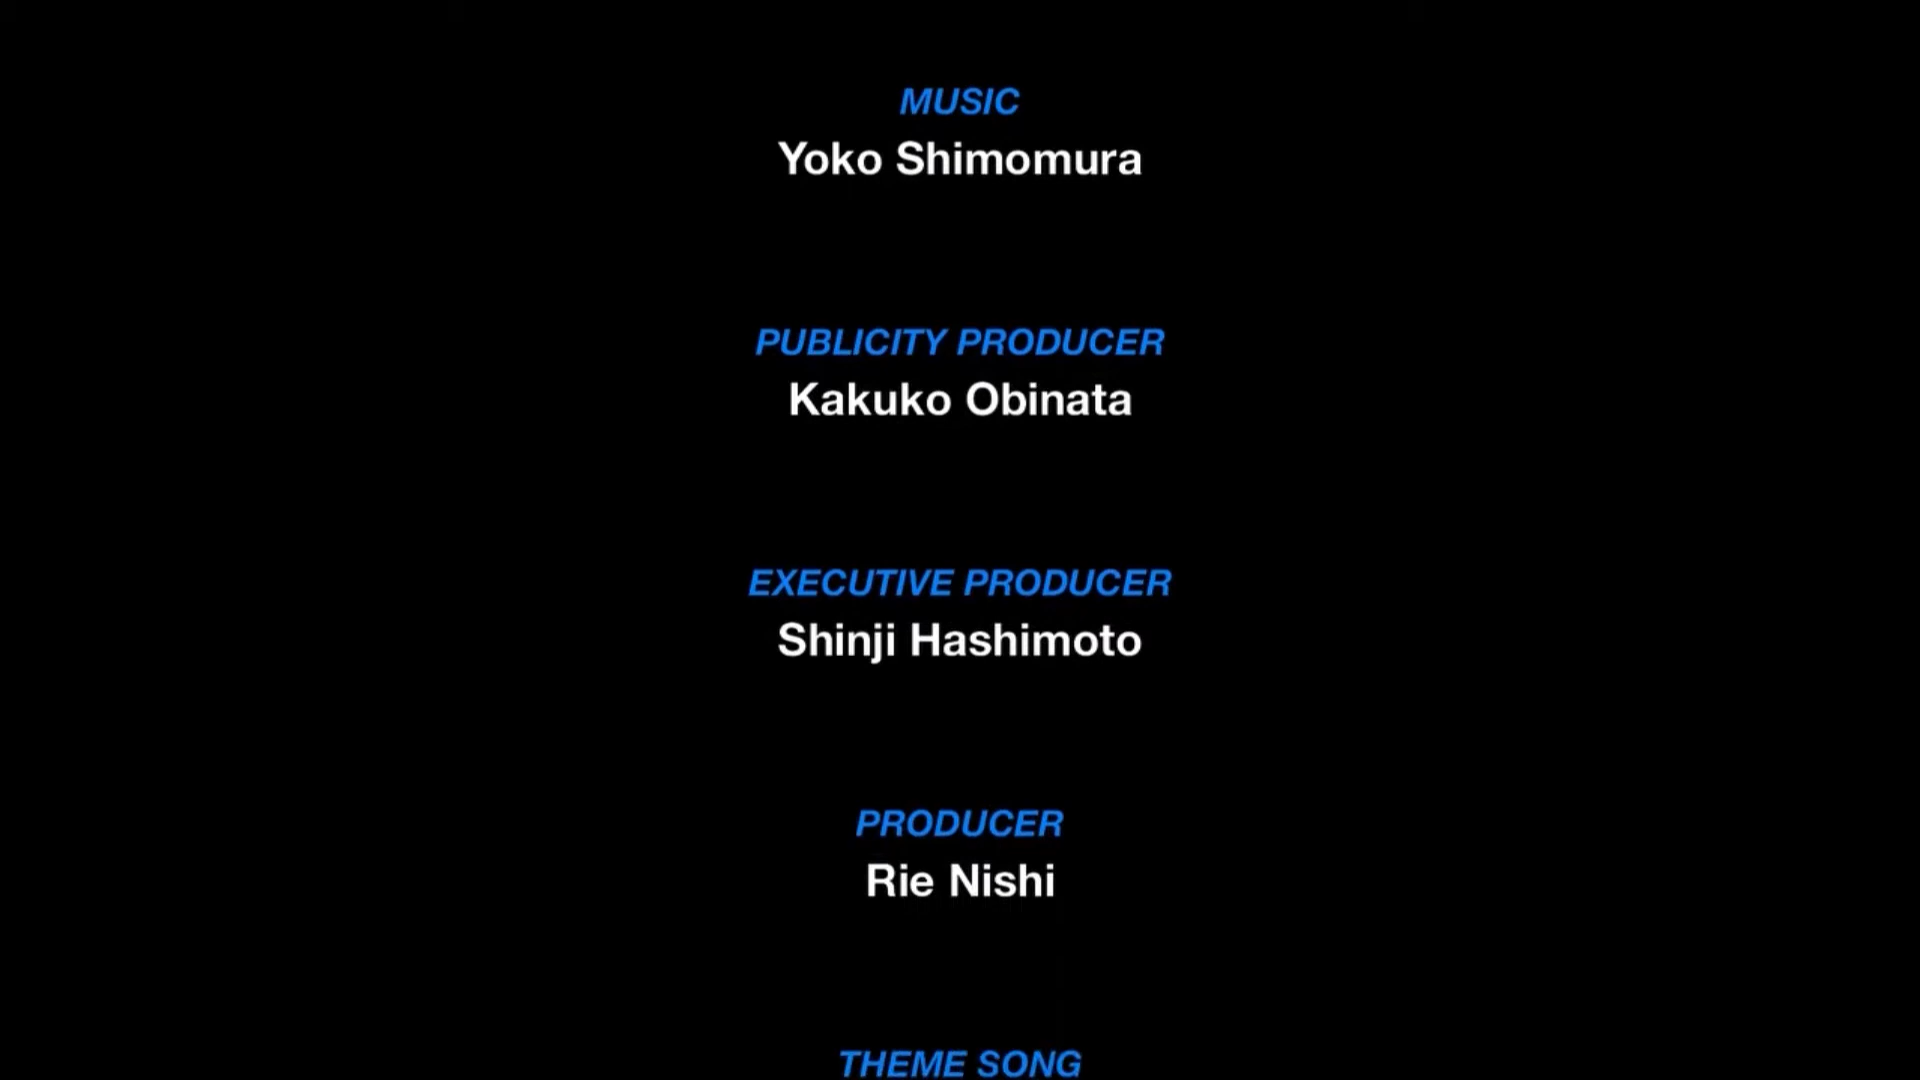 MUSIC
Yoko Shimomura
PUBLICITY PRODUCER
Kakuko Obinata
EXECUTIVE PRODUCER
Shinji Hashimoto
PRODUCER
Rie Nishi
THEME SONG